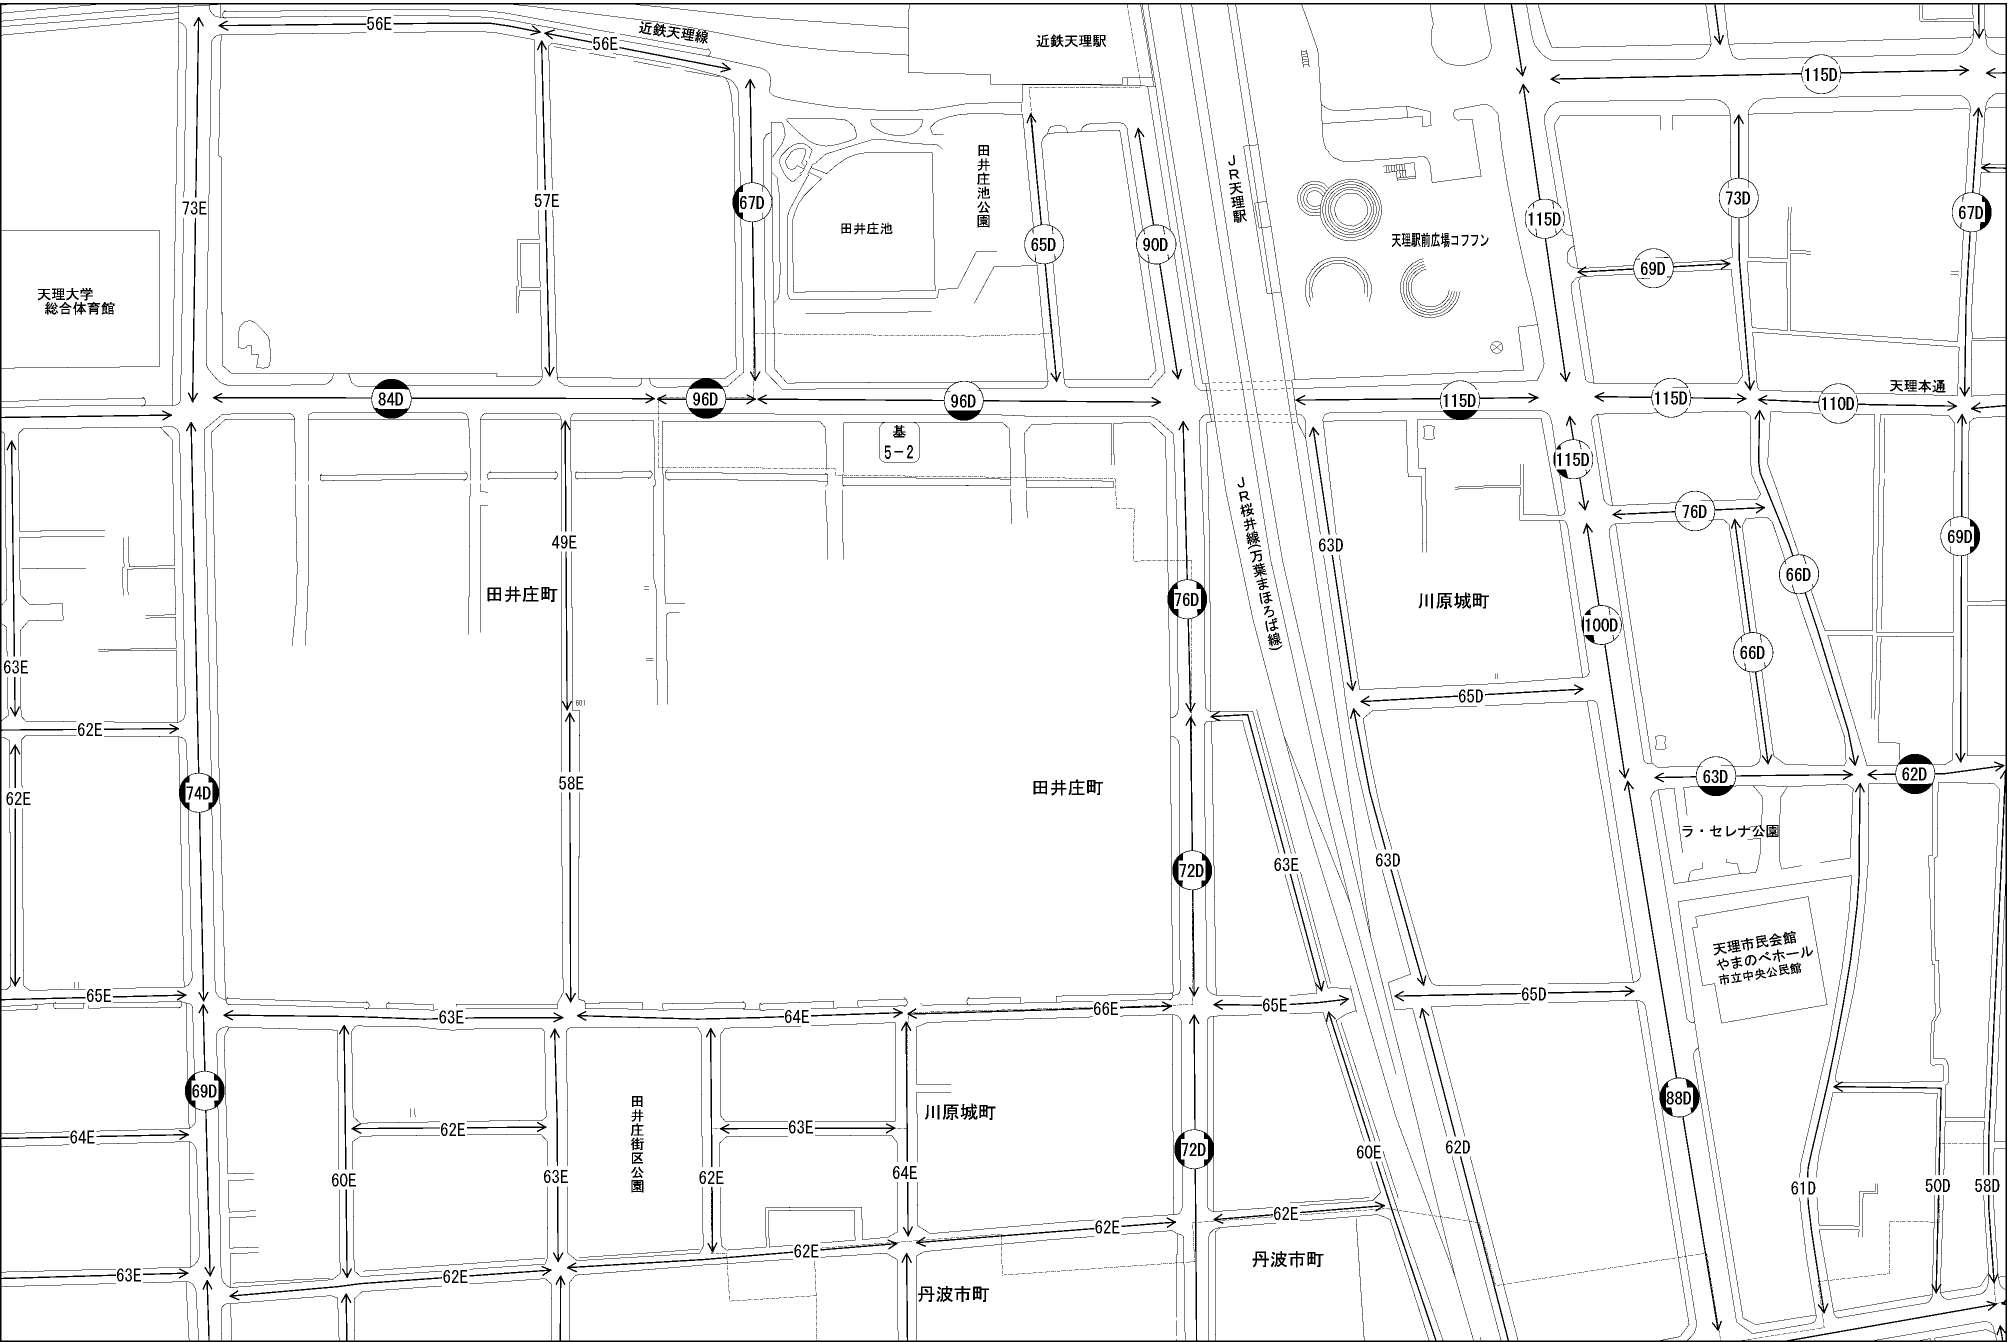 56E
56E
近鉄天理線
近鉄天理駅
115D
73E
57E
67D
田井庄池公園
田井庄池
65D
90D
JR天理駅
天理駅前広場コフフン
115D
73D
67D
69D
天理大学
総合体育館
84D
96D
96D
115D
115D
110D
天理本通
基
5-2
115D
76D
49E
63D
69D
JR桜井線(万葉まほろば線)
66D
田井庄町
76D
川原城町
100D
66D
63E
65D
601
62E
62E
74D
58E
田井庄町
63D
62D
72D
63E
63D
ラ・セレナ公園
天理市民会館
やまのべホール
市立中央公民館
65E
63E
64E
66E
65E
65D
69D
88D
64E
62E
63E
田井庄街区公園
川原城町
60E
63E
62E
64E
72D
60E
62D
61D
50D
58D
63E
62E
62E
62E
62E
丹波市町
丹波市町